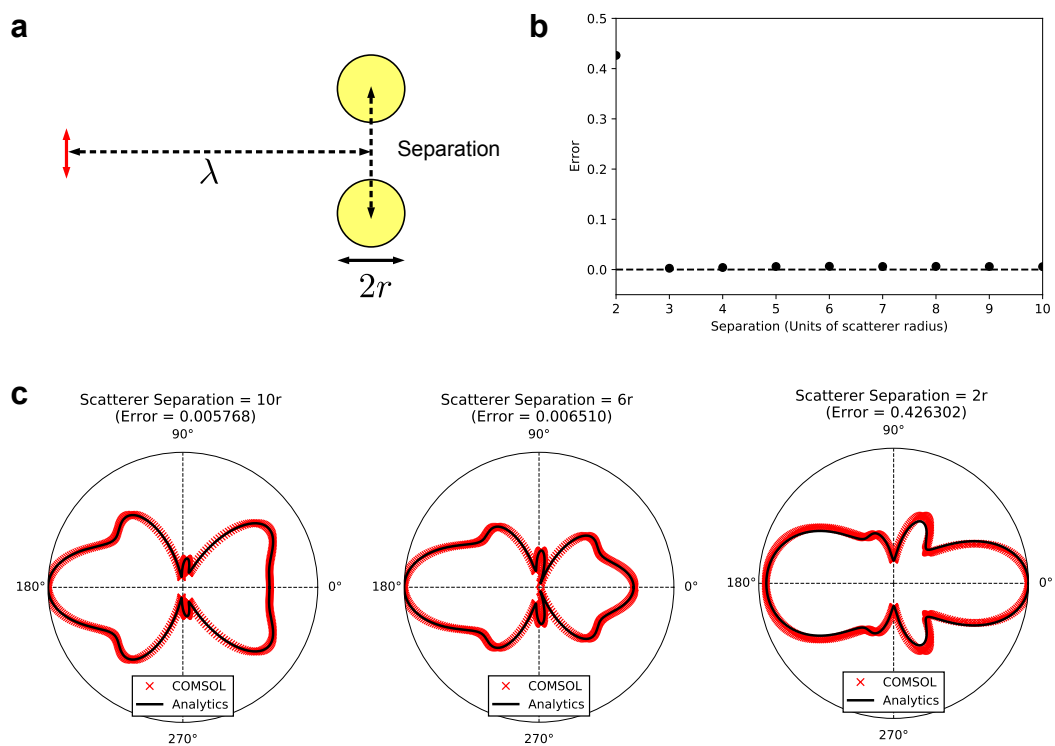 a
Separation
λ
2r
b
0.5
0.4
0.3
0.2
0.1
0.0
Error
2 3 4 5 6 7 8 9 10
Separation (Units of scatterer radius)
c
Scatterer Separation = 10r
(Error = 0.005768)
90°
180°
0°
270°
× COMSOL
Analytics
Scatterer Separation = 6r
(Error = 0.006510)
90°
180°
0°
270°
× COMSOL
Analytics
Scatterer Separation = 2r
(Error = 0.426302)
90°
180°
0°
270°
× COMSOL
Analytics